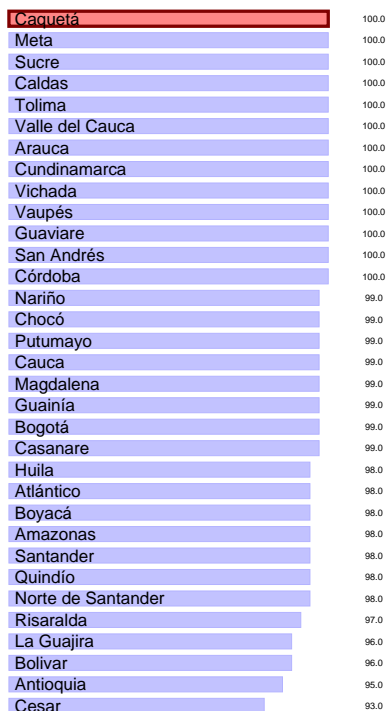 Caquetá 100.0
Meta 100.0
Sucre 100.0
Caldas 100.0
Tolima 100.0
Valle del Cauca 100.0
Arauca 100.0
Cundinamarca 100.0
Vichada 100.0
Vaupés 100.0
Guaviare 100.0
San Andrés 100.0
Córdoba 100.0
Nariño 99.0
Chocó 99.0
Putumayo 99.0
Cauca 99.0
Magdalena 99.0
Guainía 99.0
Bogotá 99.0
Casanare 99.0
Huila 98.0
Atlántico 98.0
Boyacá 98.0
Amazonas 98.0
Santander 98.0
Quindío 98.0
Norte de Santander 98.0
Risaralda 97.0
La Guajira 96.0
Bolivar 96.0
Antioquia 95.0
Cesar 93.0